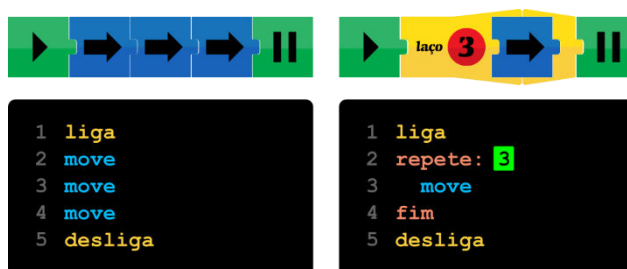 laço 3
1 liga
2 move
3 move
4 move
5 desliga
1 liga
2 repete: 3
3 move
4 fim
5 desliga